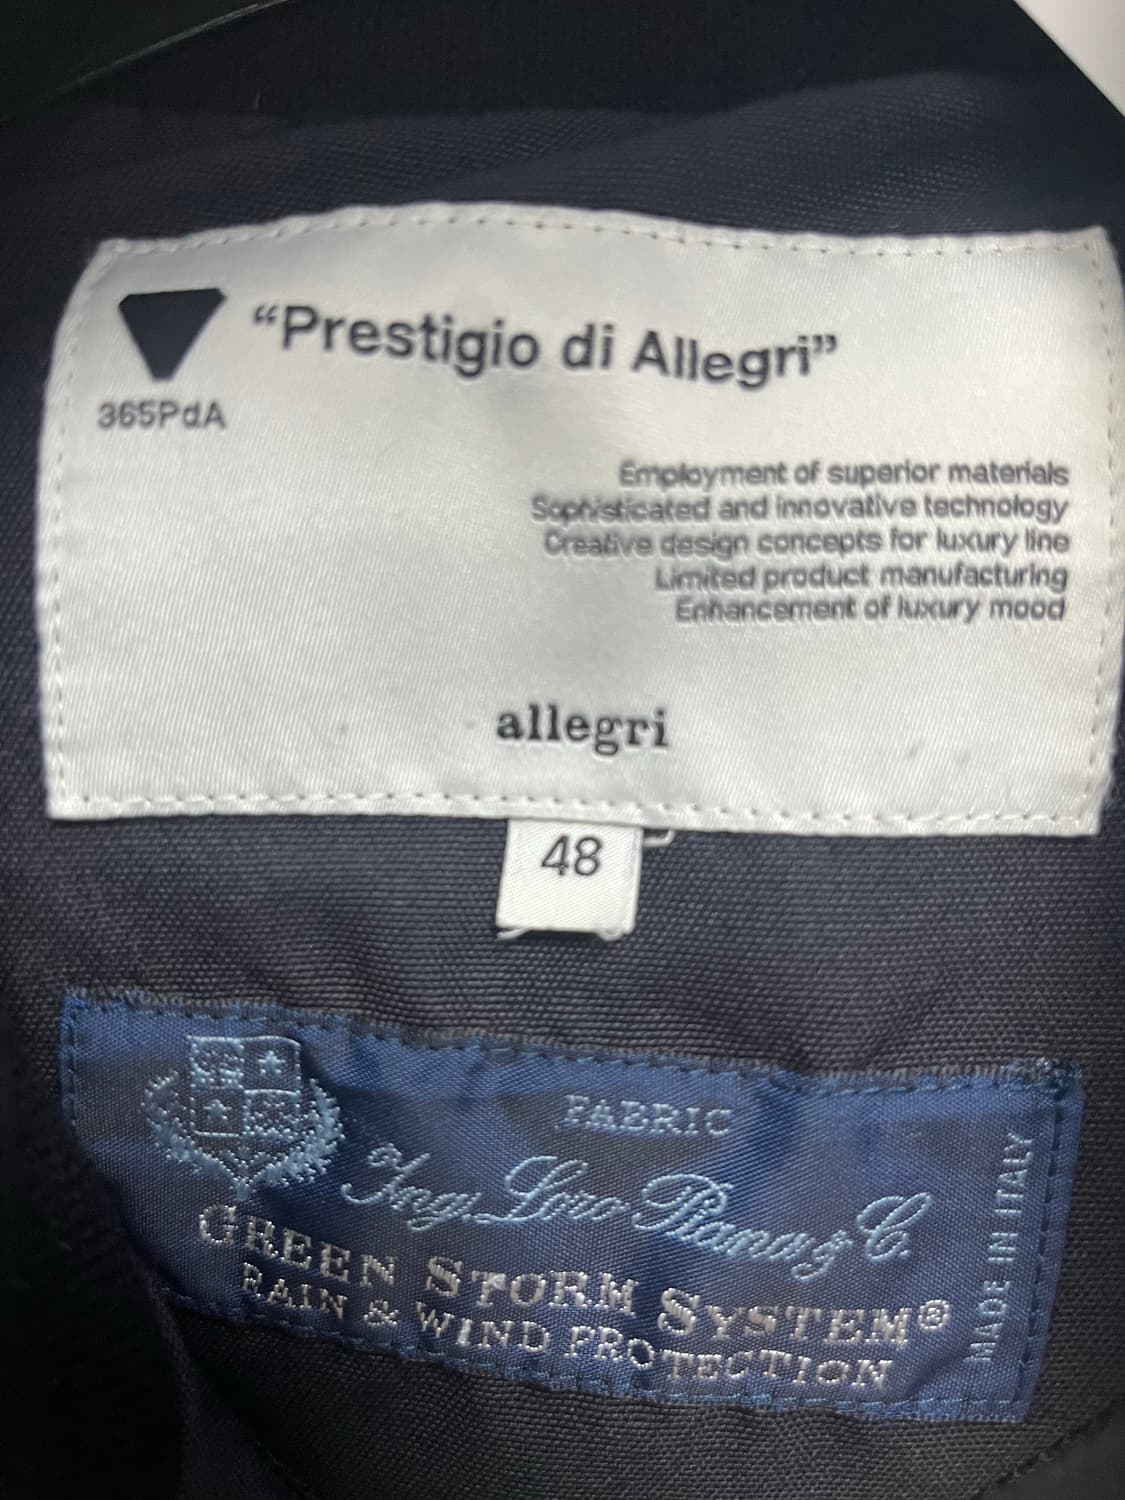 “Prestigio di Allegri”
365PdA
Employment of superior materials
Sophisticated and innovative technology
Creative design concepts for luxury line
Limited product manufacturing
Enhancement of luxury mood
allegri
48
FABRIC
Ing. Loro Piana & C.
GREEN STORM SYSTEM®
RAIN & WIND PROTECTION
MADE IN ITALY